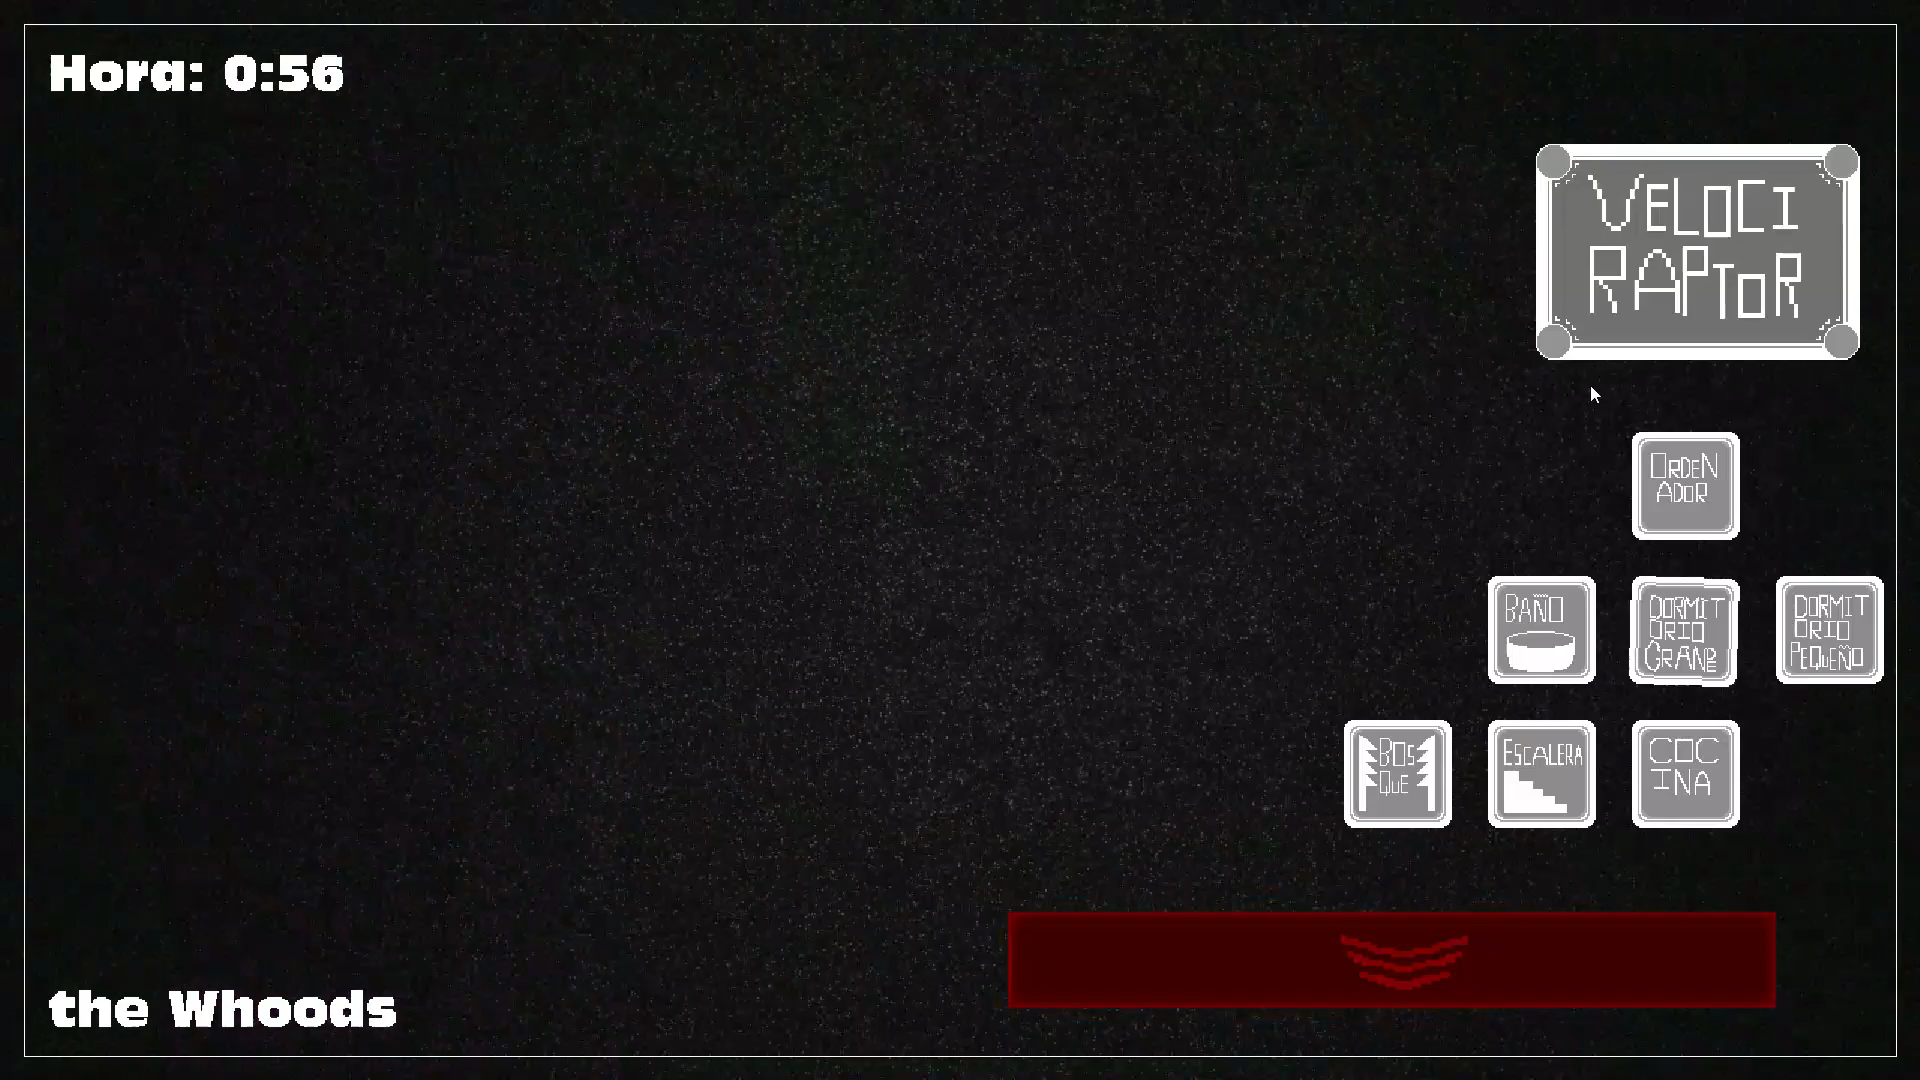 Hora: 0:56
VELOCI
RAPTOR
ORDEN
ADOR
BAÑO
DORMIT
ORIO
GRANDE
DORMIT
ORIO
PEQUEÑO
BOS
QUE
ESCALERA
COC
INA
the Whoods